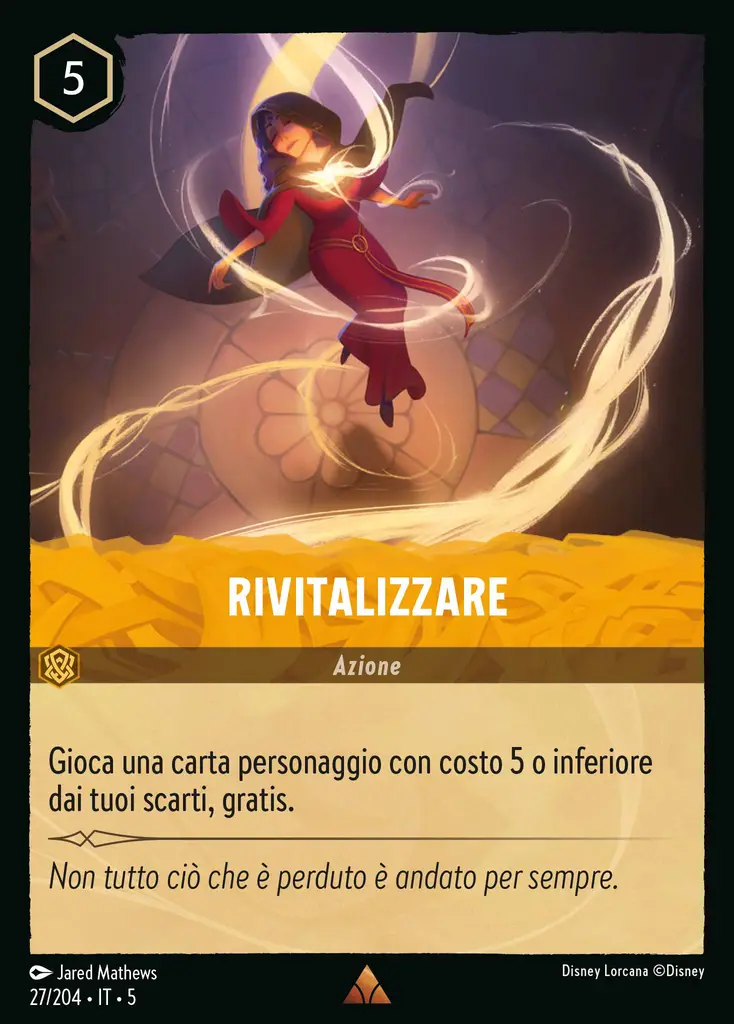 5
RIVITALIZZARE
Azione
Gioca una carta personaggio con costo 5 o inferiore
dai tuoi scarti, gratis.
Non tutto ciò che è perduto è andato per sempre.
Jared Mathews
Disney Lorcana ©Disney
27/204 • IT • 5